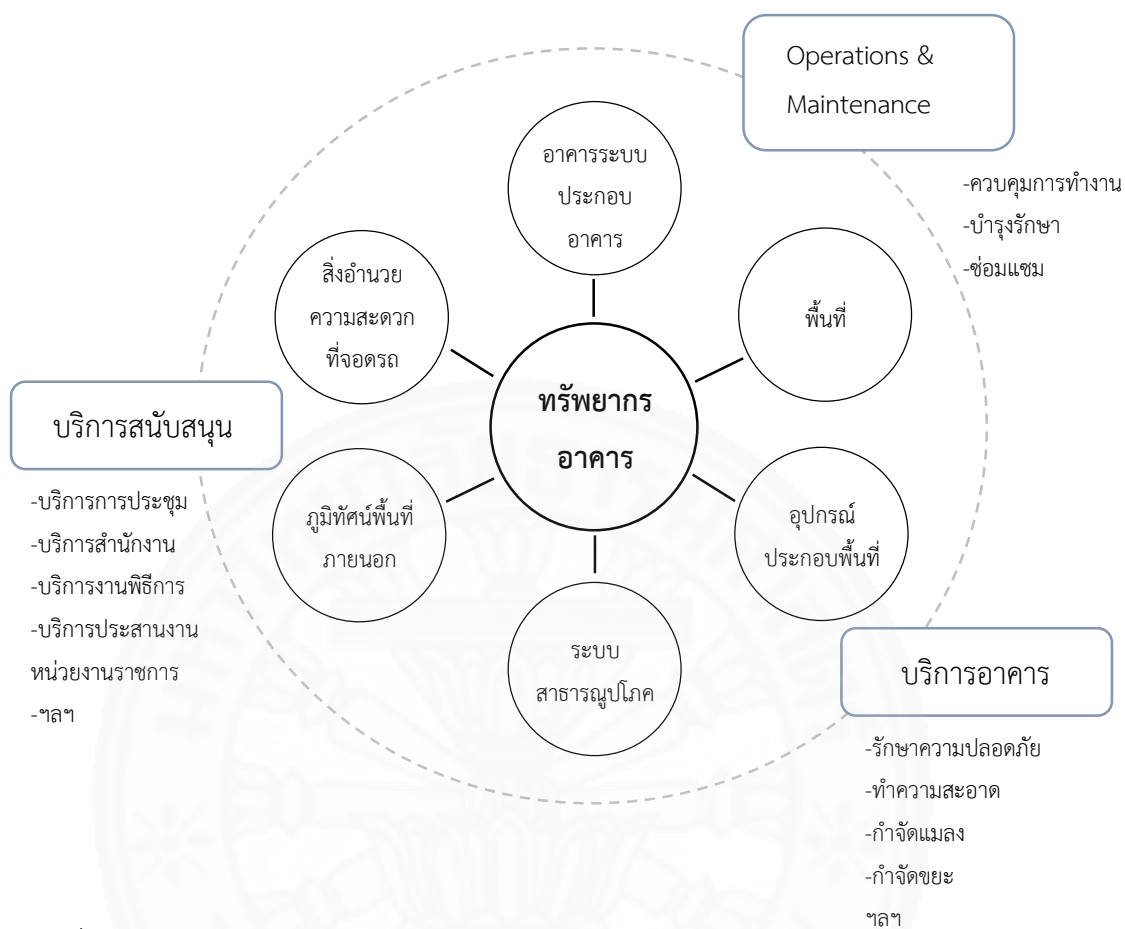 Operations &
Maintenance
-ควบคุมการทำงาน
-บำรุงรักษา
-ซ่อมแซม
อาคารระบบ
ประกอบ
อาคาร
สิ่งอำนวย
ความสะดวก
ที่จอดรถ
พื้นที่
ทรัพยากร
อาคาร
บริการสนับสนุน
-บริการการประชุม
-บริการสำนักงาน
-บริการงานพิธีการ
-บริการประสานงาน
หน่วยงานราชการ
-ฯลฯ
ภูมิทัศน์พื้นที่
ภายนอก
อุปกรณ์
ประกอบพื้นที่
ระบบ
สาธารณูปโภค
บริการอาคาร
-รักษาความปลอดภัย
-ทำความสะอาด
-กำจัดแมลง
-กำจัดขยะ
ฯลฯ